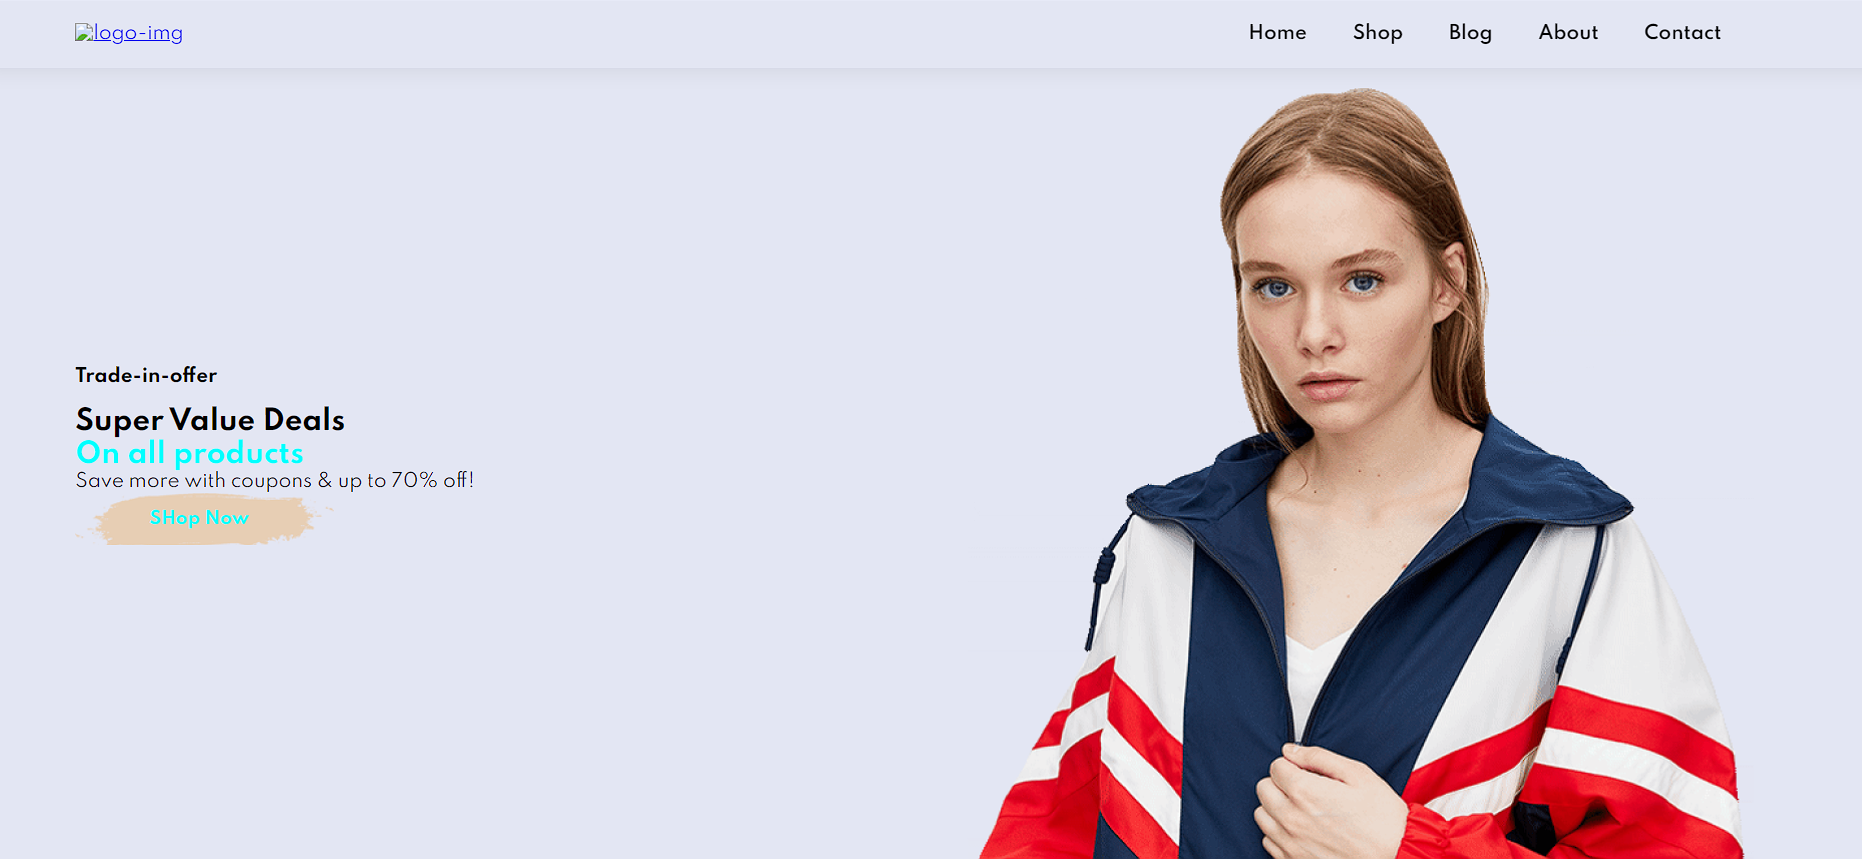 logo-img
Home Shop Blog About Contact
Trade-in-offer
Super Value Deals
On all products
Save more with coupons & up to 70% off!
SHop Now